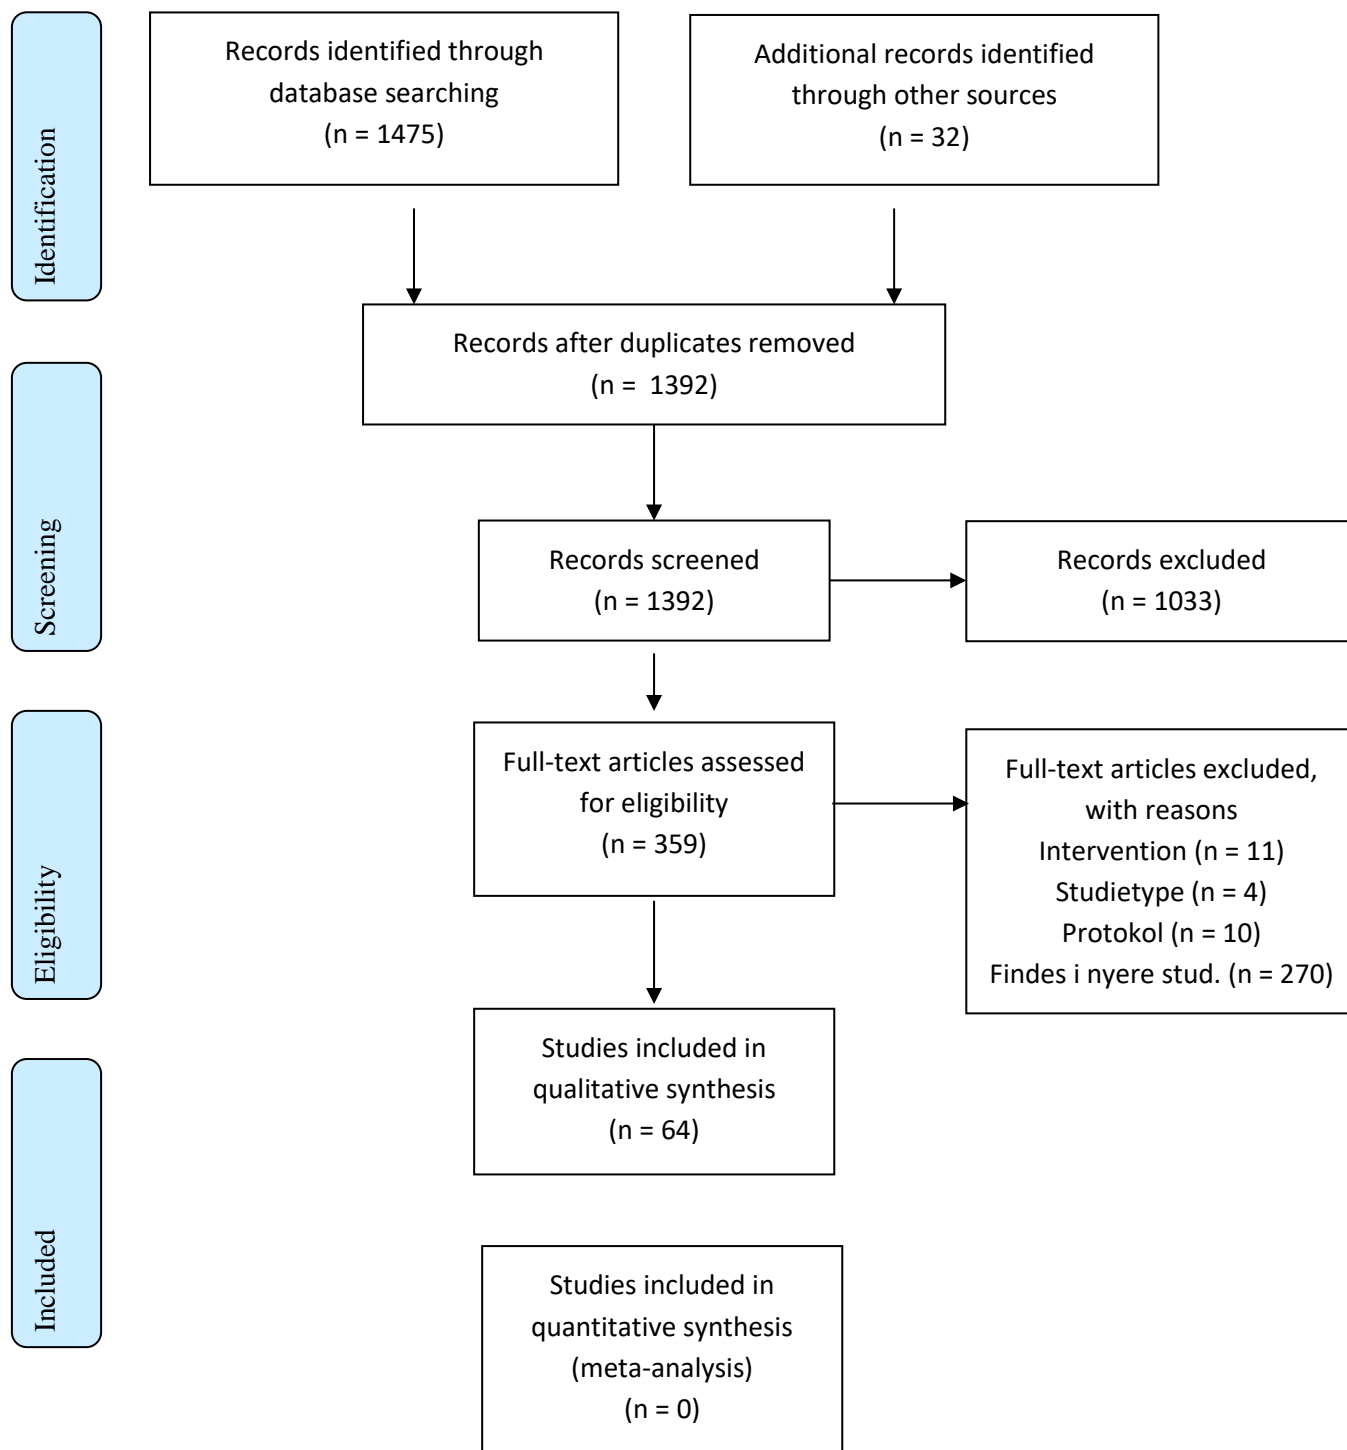 Identification
Records identified through
database searching
(n = 1475)
Additional records identified
through other sources
(n = 32)
Records after duplicates removed
(n = 1392)
Screening
Records screened
(n = 1392)
Records excluded
(n = 1033)
Eligibility
Full-text articles assessed
for eligibility
(n = 359)
Full-text articles excluded,
with reasons
Intervention (n = 11)
Studietype (n = 4)
Protokol (n = 10)
Findes i nyere stud. (n = 270)
Studies included in
qualitative synthesis
(n = 64)
Included
Studies included in
quantitative synthesis
(meta-analysis)
(n = 0)